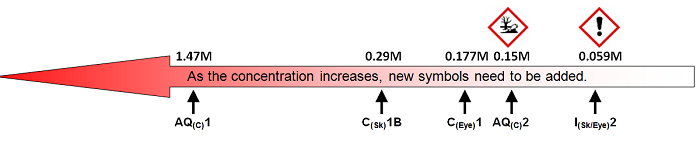 1.47M 0.29M 0.177M 0.15M 0.059M
As the concentration increases, new symbols need to be added.
AQ(C)1 C(Sk)1B C(Eye)1 AQ(C)2 I(Sk/Eye)2